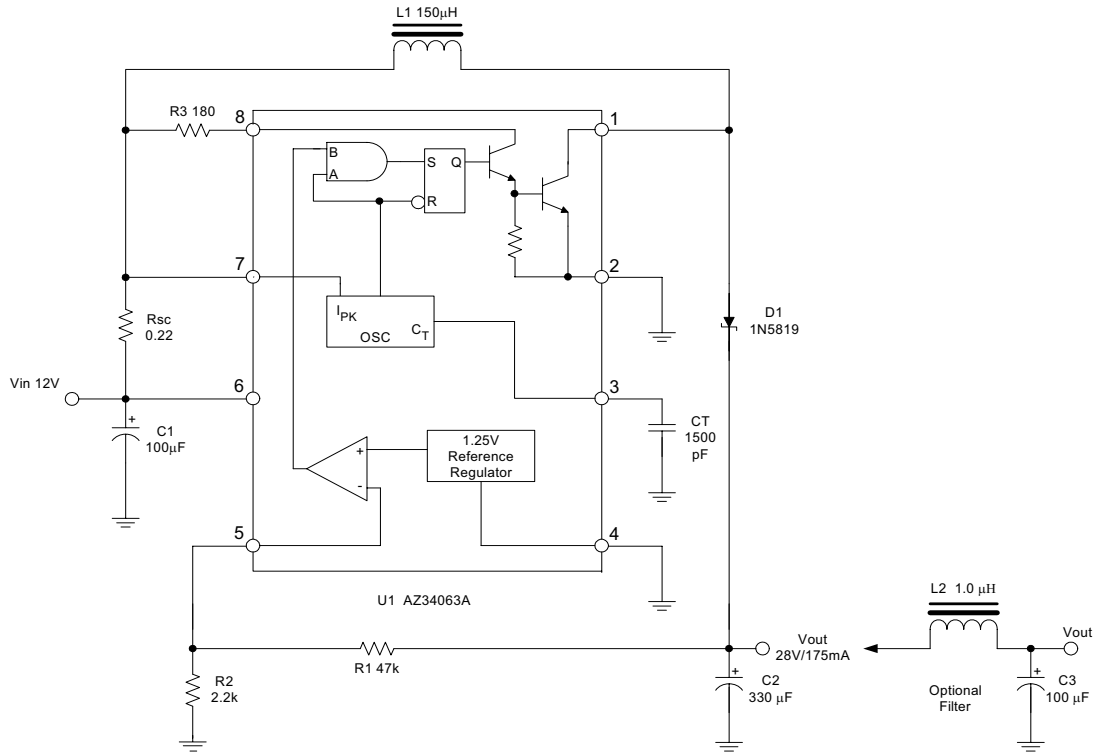 L1 150μH
R3 180
8
1
B
A
S
Q
R
7
2
Rsc
0.22
IPK
OSC
CT
D1
1N5819
Vin 12V
6
3
C1
100μF
+
CT
1500
pF
1.25V
Reference
Regulator
+
-
5
4
U1 AZ34063A
L2 1.0 μH
R1 47k
Vout
28V/175mA
Vout
R2
2.2k
+
C2
330 μF
Optional
Filter
+
C3
100 μF